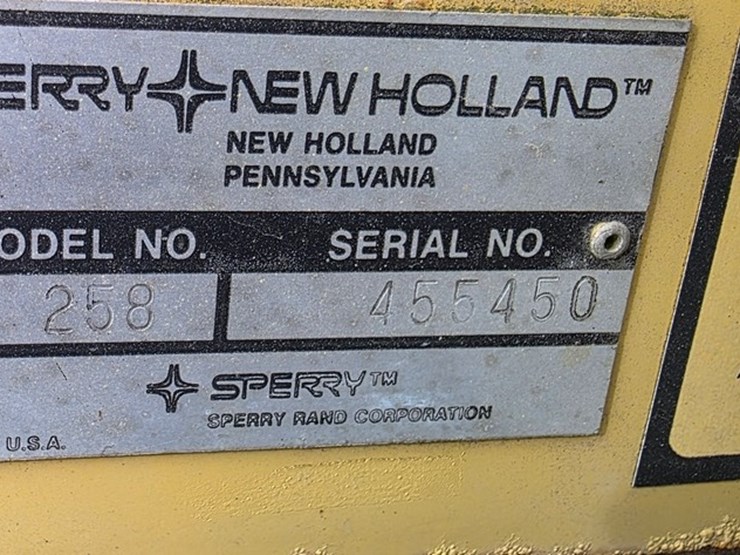 ERRY NEW HOLLAND™
NEW HOLLAND
PENNSYLVANIA
ODEL NO. SERIAL NO.
258 455450
SPERRY™
SPERRY RAND CORPORATION
U.S.A.